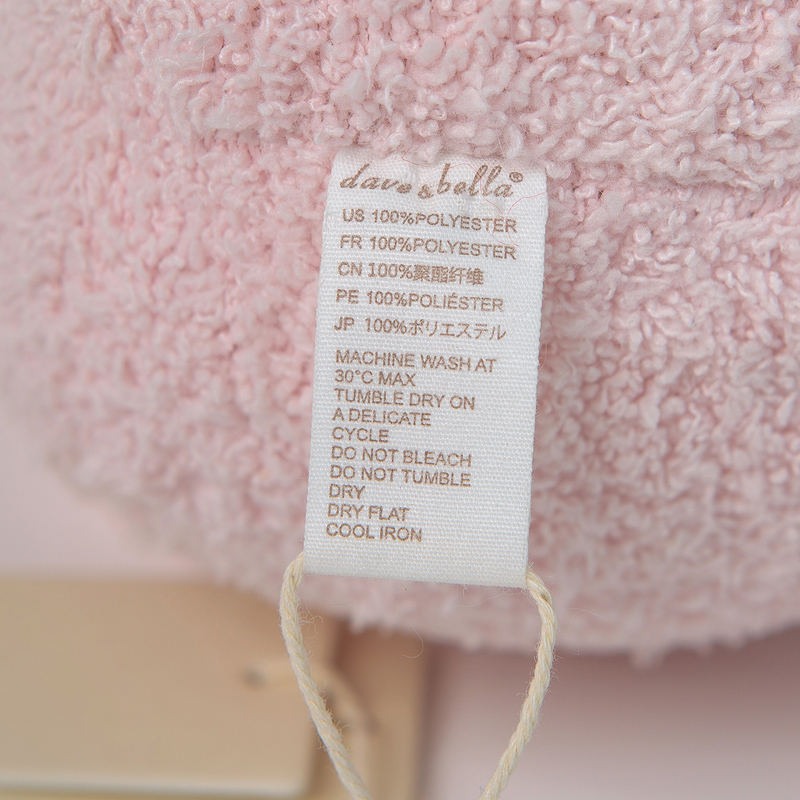 dave&bella®
US 100%POLYESTER
FR 100%POLYESTER
CN 100%聚酯纤维
PE 100%POLIÉSTER
JP 100%ポリエステル
MACHINE WASH AT
30°C MAX
TUMBLE DRY ON
A DELICATE
CYCLE
DO NOT BLEACH
DO NOT TUMBLE
DRY
DRY FLAT
COOL IRON